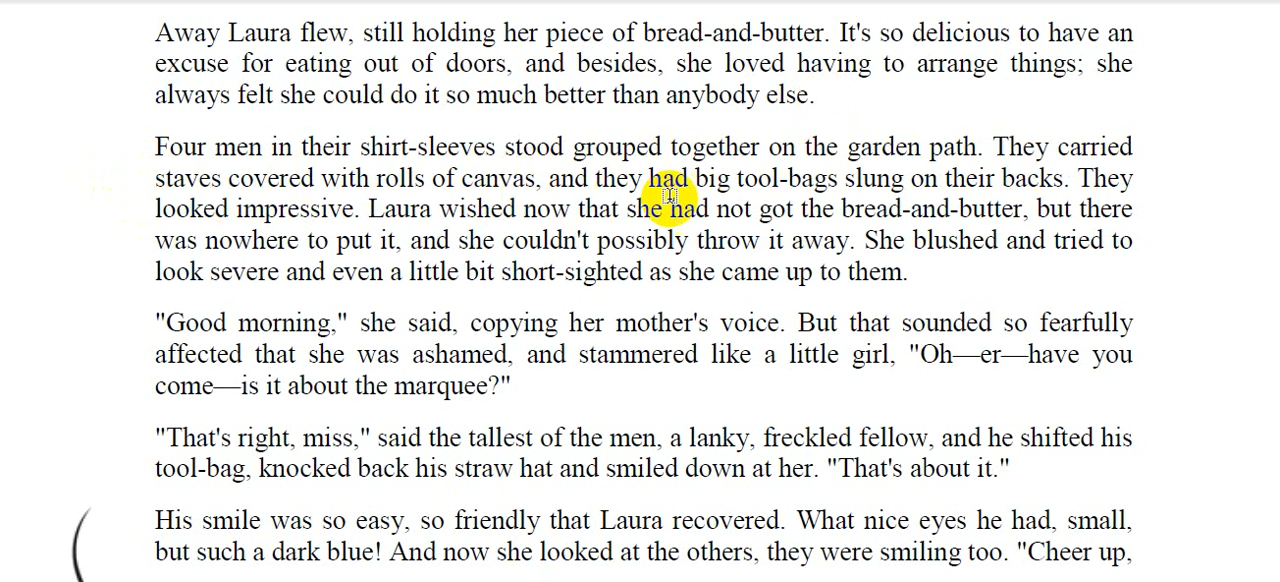 Away Laura flew, still holding her piece of bread-and-butter. It's so delicious to have an
excuse for eating out of doors, and besides, she loved having to arrange things; she
always felt she could do it so much better than anybody else.
Four men in their shirt-sleeves stood grouped together on the garden path. They carried
staves covered with rolls of canvas, and they had big tool-bags slung on their backs. They
looked impressive. Laura wished now that she had not got the bread-and-butter, but there
was nowhere to put it, and she couldn't possibly throw it away. She blushed and tried to
look severe and even a little bit short-sighted as she came up to them.
"Good morning," she said, copying her mother's voice. But that sounded so fearfully
affected that she was ashamed, and stammered like a little girl, "Oh—er—have you
come—is it about the marquee?"
"That's right, miss," said the tallest of the men, a lanky, freckled fellow, and he shifted his
tool-bag, knocked back his straw hat and smiled down at her. "That's about it."
His smile was so easy, so friendly that Laura recovered. What nice eyes he had, small,
but such a dark blue! And now she looked at the others, they were smiling too. "Cheer up,